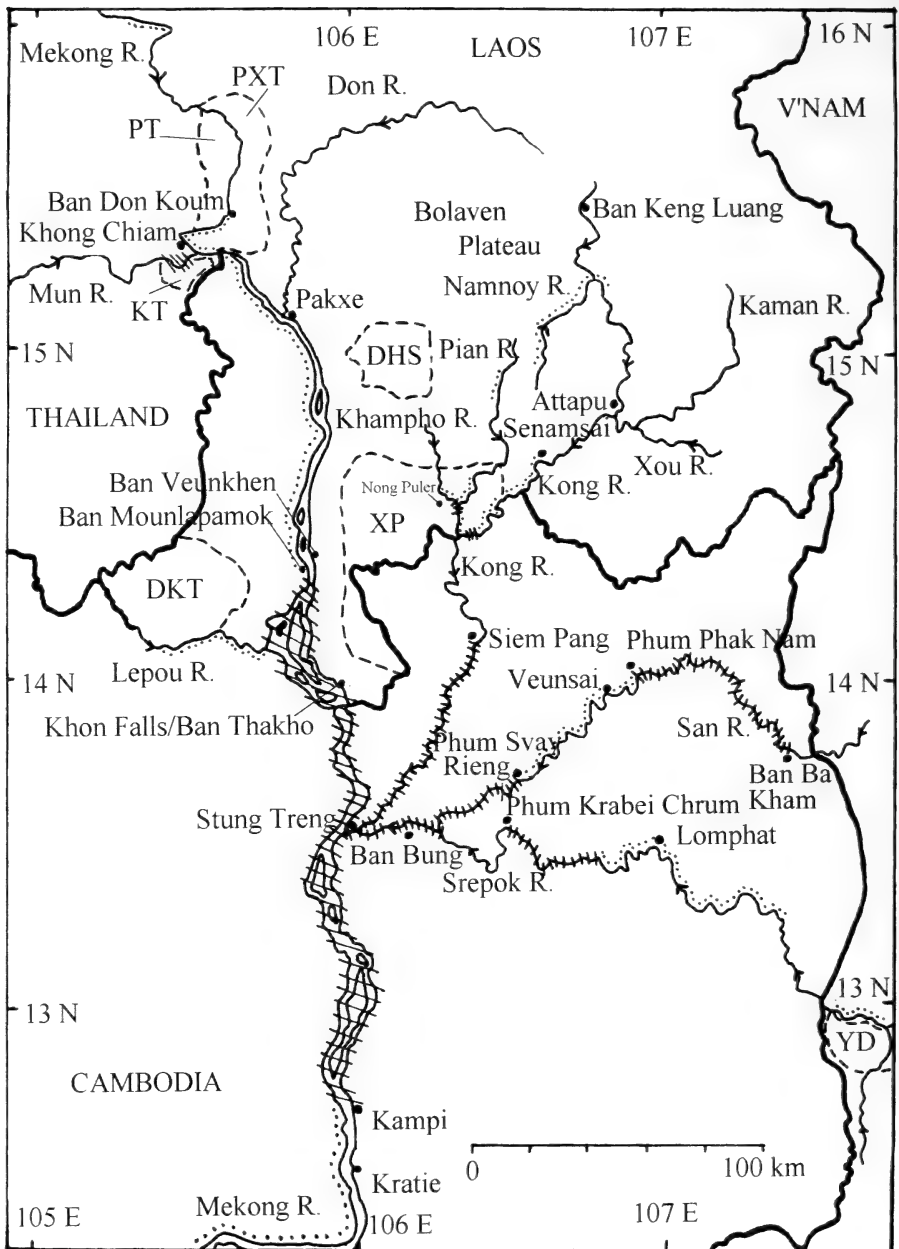 106 E
LAOS
107 E
16 N
Mekong R.
PXT
Don R.
V'NAM
PT
Ban Don Koum
Khong Chiam
Bolaven
Plateau
Ban Keng Luang
Mun R.
KT
Namnoy R.
Pakxe
Kaman R.
15 N
DHS
Pian R.
15 N
THAILAND
Khampho R.
Attapu
Senamsai
Xou R.
Ban Veunkhen
Nong Puler
Kong R.
Ban Mounlapamok
XP
Kong R.
DKT
Siem Pang
Phum Phak Nam
Lepou R.
Veunsai
14 N
14 N
Khon Falls/Ban Thakho
San R.
Phum Svay
Rieng
Ban Ba
Kham
Stung Treng
Phum Krabei Chrum
Ban Bung
Lomphat
Srepok R.
13 N
13 N
YD
CAMBODIA
Kampi
0
100 km
Kratie
Mekong R.
105 E
106 E
107 E